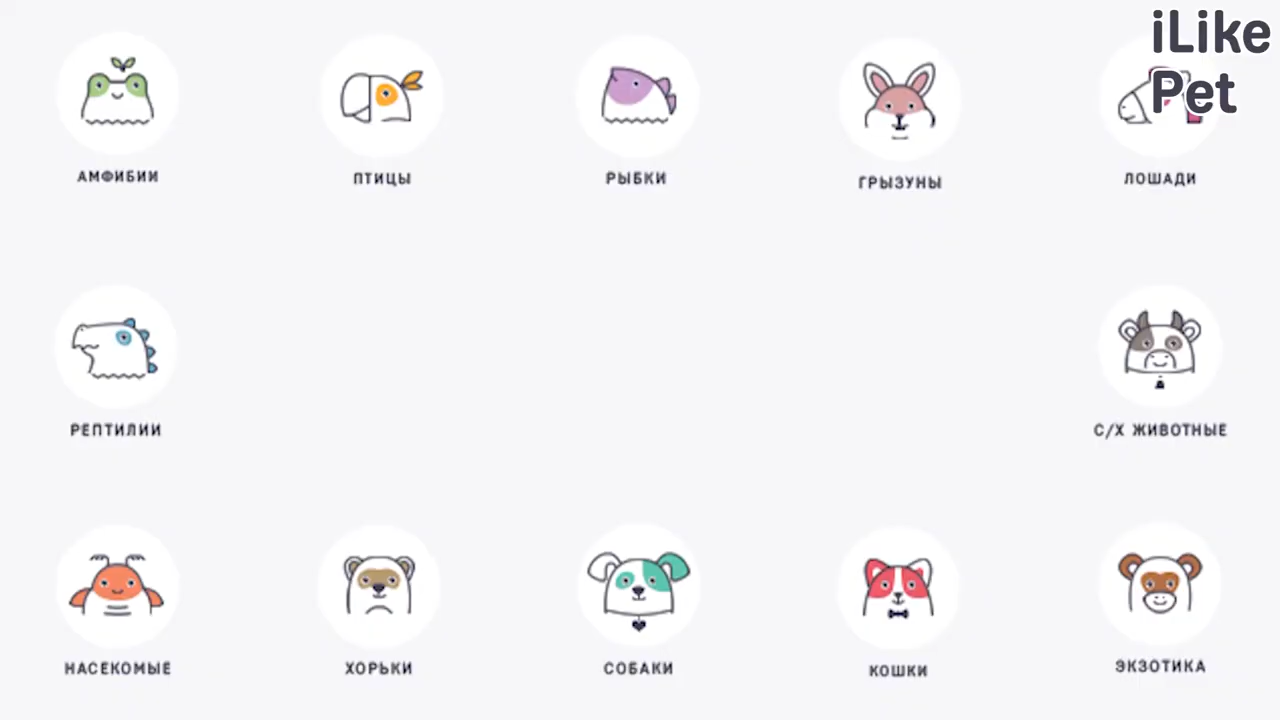 iLike
Pet
АМФИБИИ
ПТИЦЫ
РЫБКИ
ГРЫЗУНЫ
ЛОШАДИ
РЕПТИЛИИ
С/Х ЖИВОТНЫЕ
НАСЕКОМЫЕ
ХОРЬКИ
СОБАКИ
КОШКИ
ЭКЗОТИКА